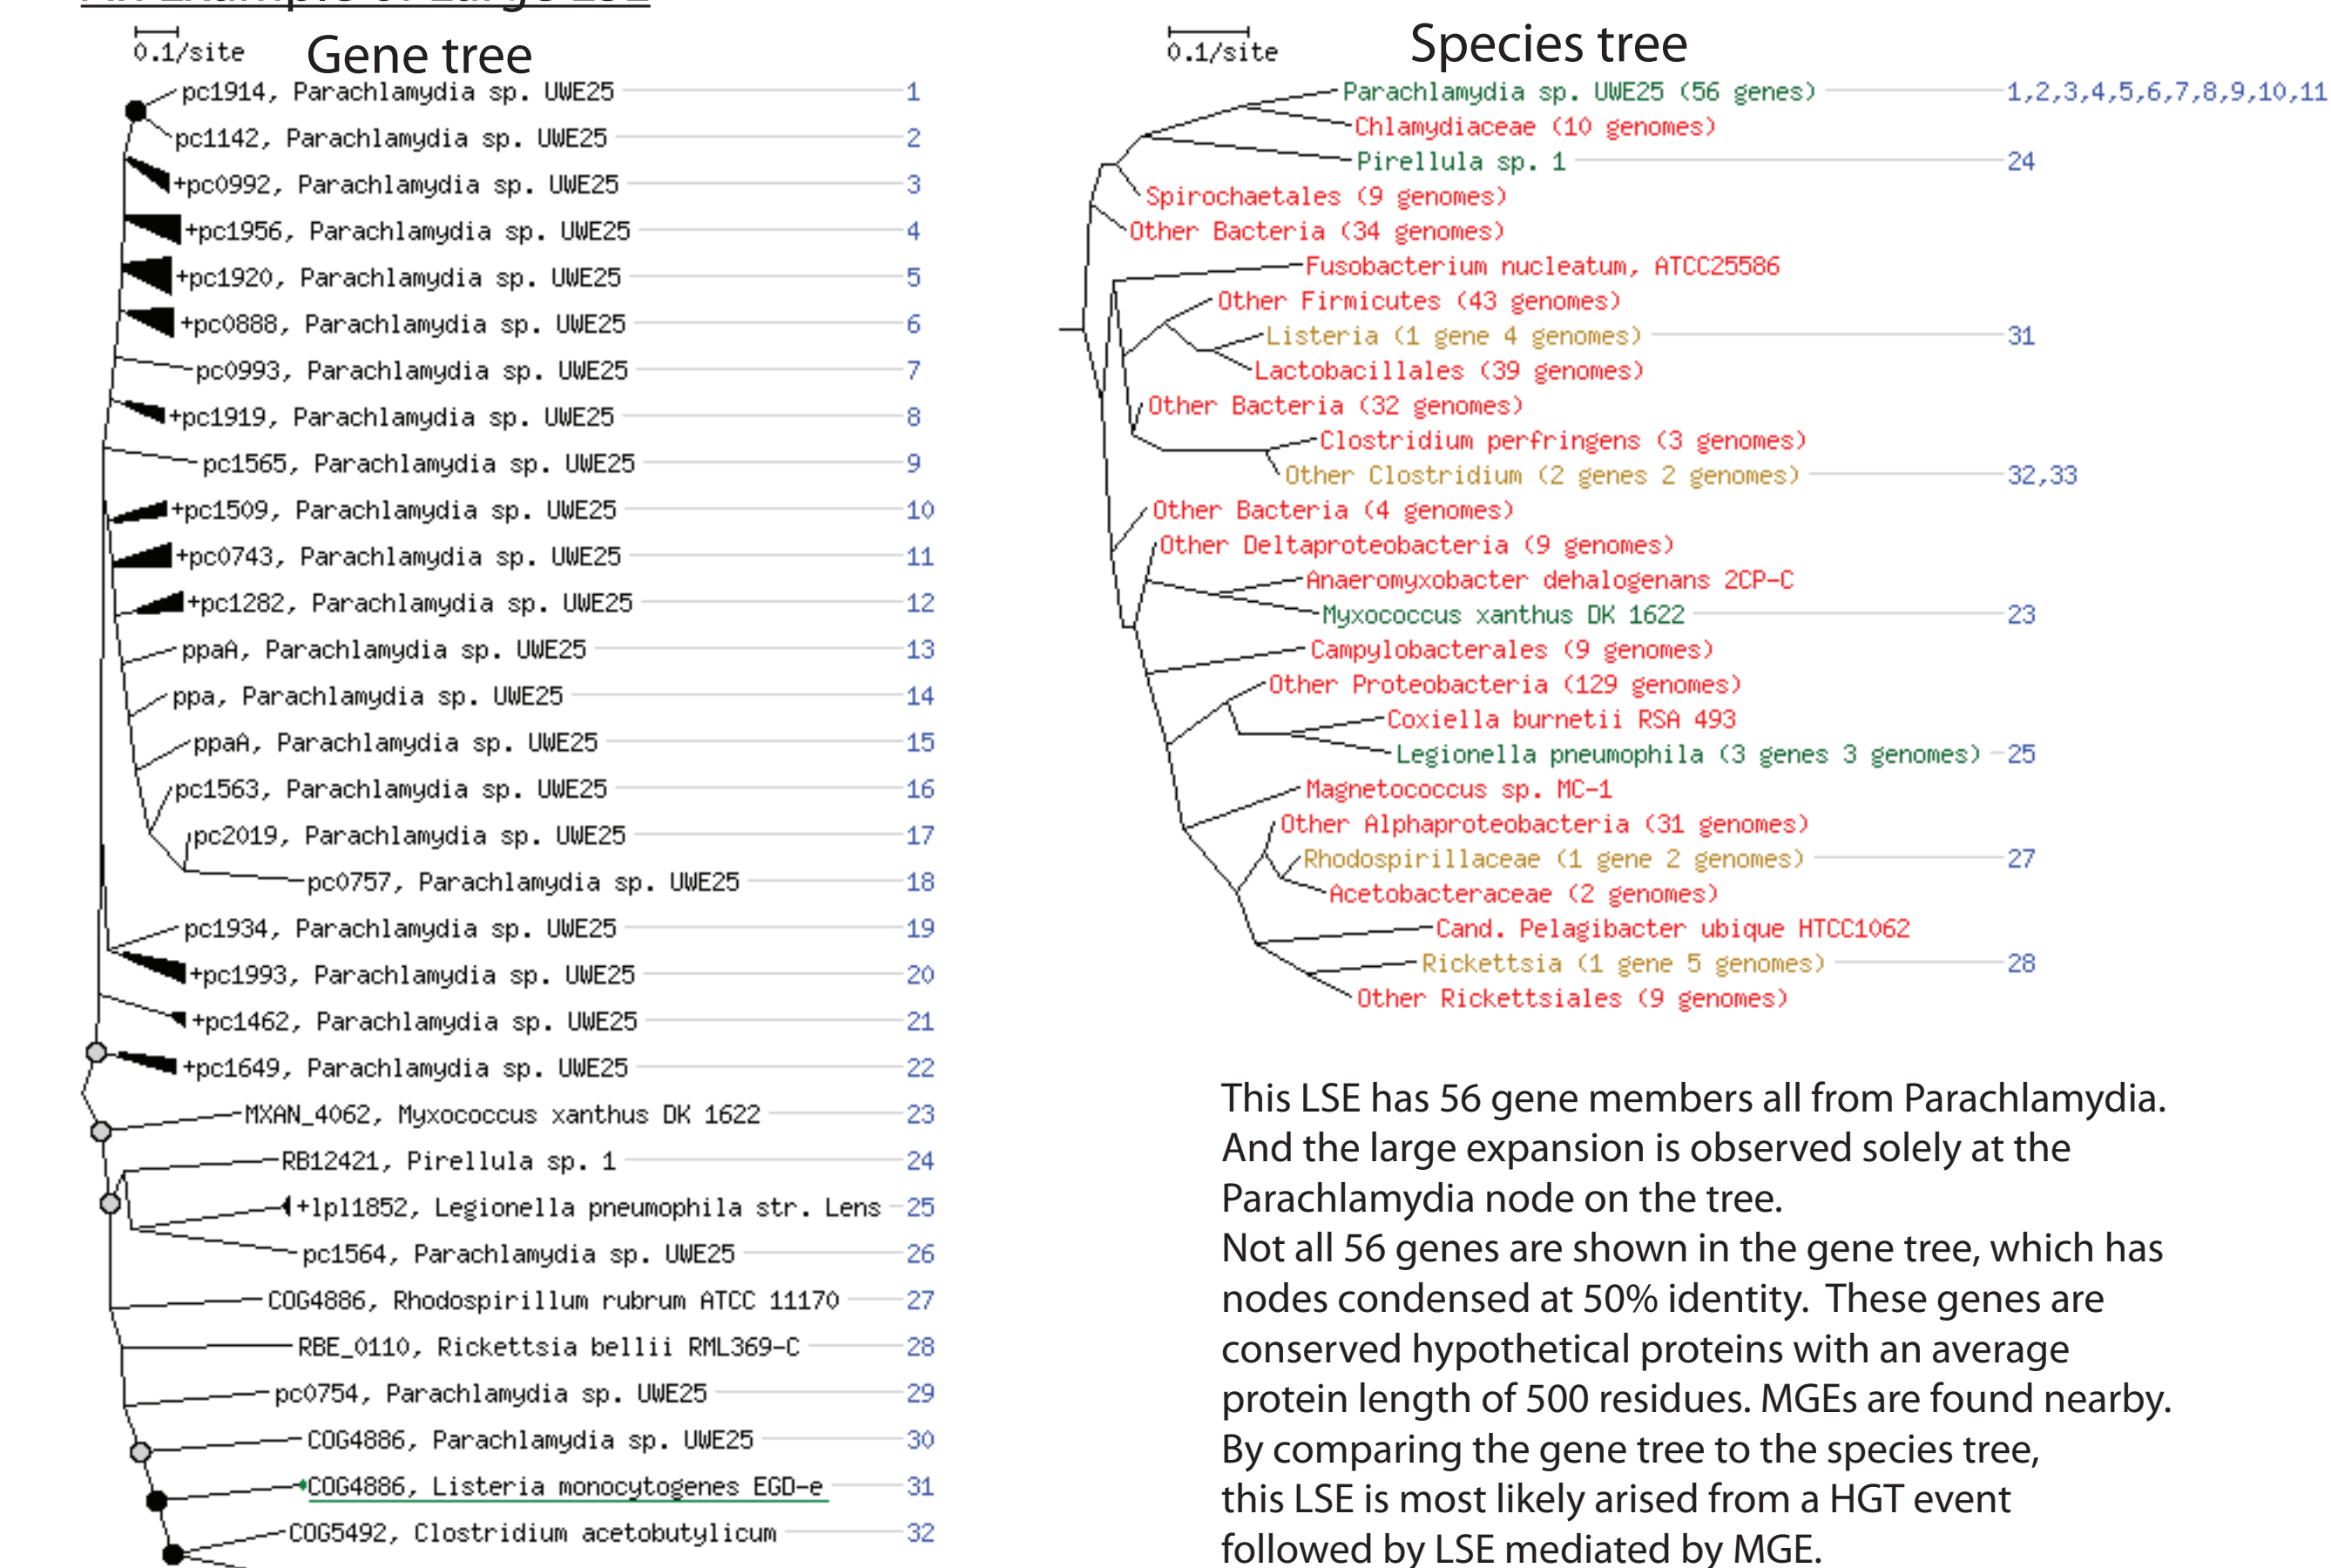 An Example of Large LSE
0.1/site
Gene tree
pc1914, Parachlamydia sp. UWE25 1
pc1142, Parachlamydia sp. UWE25 2
+pc0992, Parachlamydia sp. UWE25 3
+pc1956, Parachlamydia sp. UWE25 4
+pc1920, Parachlamydia sp. UWE25 5
+pc0888, Parachlamydia sp. UWE25 6
pc0993, Parachlamydia sp. UWE25 7
+pc1919, Parachlamydia sp. UWE25 8
pc1565, Parachlamydia sp. UWE25 9
+pc1509, Parachlamydia sp. UWE25 10
+pc0743, Parachlamydia sp. UWE25 11
+pc1282, Parachlamydia sp. UWE25 12
ppaA, Parachlamydia sp. UWE25 13
ppa, Parachlamydia sp. UWE25 14
ppaA, Parachlamydia sp. UWE25 15
pc1563, Parachlamydia sp. UWE25 16
pc2019, Parachlamydia sp. UWE25 17
pc0757, Parachlamydia sp. UWE25 18
pc1934, Parachlamydia sp. UWE25 19
+pc1993, Parachlamydia sp. UWE25 20
+pc1462, Parachlamydia sp. UWE25 21
+pc1649, Parachlamydia sp. UWE25 22
MXAN_4062, Myxococcus xanthus DK 1622 23
RB12421, Pirellula sp. 1 24
+lpl1852, Legionella pneumophila str. Lens 25
pc1564, Parachlamydia sp. UWE25 26
COG4886, Rhodospirillum rubrum ATCC 11170 27
RBE_0110, Rickettsia bellii RML369-C 28
pc0754, Parachlamydia sp. UWE25 29
COG4886, Parachlamydia sp. UWE25 30
COG4886, Listeria monocytogenes EGD-e 31
COG5492, Clostridium acetobutylicum 32
0.1/site
Species tree
Parachlamydia sp. UWE25 (56 genes) 1,2,3,4,5,6,7,8,9,10,11
Chlamydiaceae (10 genomes)
Pirellula sp. 1 24
Spirochaetales (9 genomes)
Other Bacteria (34 genomes)
Fusobacterium nucleatum, ATCC25586
Other Firmicutes (43 genomes)
Listeria (1 gene 4 genomes) 31
Lactobacillales (39 genomes)
Other Bacteria (32 genomes)
Clostridium perfringens (3 genomes)
Other Clostridium (2 genes 2 genomes) 32,33
Other Bacteria (4 genomes)
Other Deltaproteobacteria (9 genomes)
Anaeromyxobacter dehalogenans 2CP-C
Myxococcus xanthus DK 1622 23
Campylobacterales (9 genomes)
Other Proteobacteria (129 genomes)
Coxiella burnetii RSA 493
Legionella pneumophila (3 genes 3 genomes) 25
Magnetococcus sp. MC-1
Other Alphaproteobacteria (31 genomes)
Rhodospirillaceae (1 gene 2 genomes) 27
Acetobacteraceae (2 genomes)
Cand. Pelagibacter ubique HTCC1062
Rickettsia (1 gene 5 genomes) 28
Other Rickettsiales (9 genomes)
This LSE has 56 gene members all from Parachlamydia.
And the large expansion is observed solely at the
Parachlamydia node on the tree.
Not all 56 genes are shown in the gene tree, which has
nodes condensed at 50% identity. These genes are
conserved hypothetical proteins with an average
protein length of 500 residues. MGEs are found nearby.
By comparing the gene tree to the species tree,
this LSE is most likely arised from a HGT event
followed by LSE mediated by MGE.